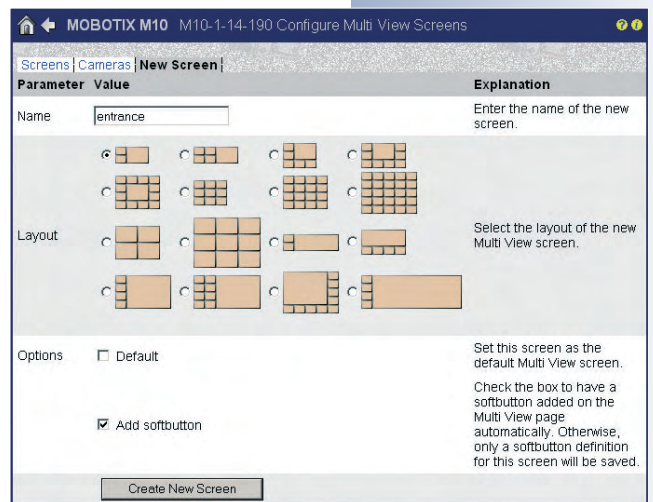 MOBOTIX M10 M10-1-14-190 Configure Multi View Screens
Screens Cameras New Screen
Parameter Value Explanation
Name entrance Enter the name of the new
screen.
Layout Select the layout of the new
Multi View screen.
Options Default Set this screen as the
default Multi View screen.
Add softbutton Check the box to have a
softbutton added on the
Multi View page
automatically. Otherwise,
only a softbutton definition
for this screen will be saved.
Create New Screen